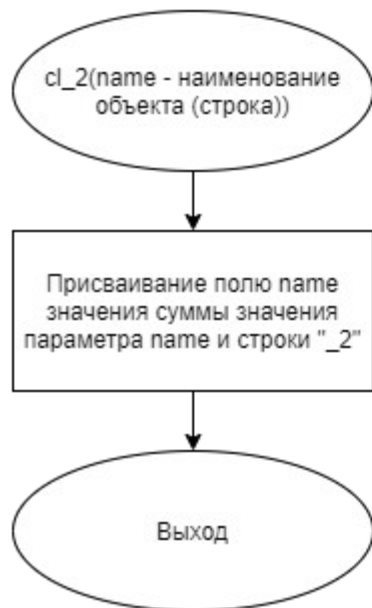 cl_2(name - наименование
объекта (строка))
Присваивание полю name
значения суммы значения
параметра name и строки "_2"
Выход